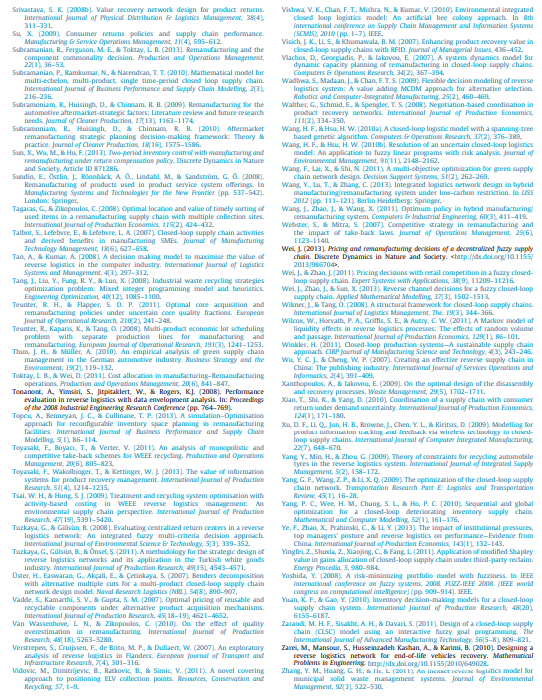 Srivastava, S. K. (2008b). Value recovery network design for product returns.
International Journal of Physical Distribution & Logistics Management, 38(4),
311–331.
Su, X. (2009). Consumer returns policies and supply chain performance.
Manufacturing & Service Operations Management, 11(4), 595–612.
Subramanian, R., Ferguson, M. E., & Toktay, L. B. (2013). Remanufacturing and the
component commonality decision. Production and Operations Management,
22(1), 36–53.
Subramanian, P., Ramkumar, N., & Narendran, T. T. (2010). Mathematical model for
multi-echelon, multi-product, single time-period closed loop supply chain.
International Journal of Business Performance and Supply Chain Modelling, 2(3),
216–236.
Subramoniam, R., Huisingh, D., & Chinnam, R. B. (2009). Remanufacturing for the
automotive aftermarket-strategic factors: Literature review and future research
needs. Journal of Cleaner Production, 17(13), 1163–1174.
Subramoniam, R., Huisingh, D., & Chinnam, R. B. (2010). Aftermarket
remanufacturing strategic planning decision-making framework: Theory &
practice. Journal of Cleaner Production, 18(16), 1575–1586.
Sun, X., Wu, M., & Hu, F. (2013). Two-period inventory control with manufacturing and
remanufacturing under return compensation policy. Discrete Dynamics in Nature
and Society. Article ID 871286.
Sundin, E., Östlin, J., Rönnbäck, A. O., Lindahl, M., & Sandström, G. Ö. (2008).
Remanufacturing of products used in product service system offerings. In
Manufacturing Systems and Technologies for the New Frontier (pp. 537–542).
London: Springer.
Tagaras, G., & Zikopoulos, C. (2008). Optimal location and value of timely sorting of
used items in a remanufacturing supply chain with multiple collection sites.
International Journal of Production Economics, 115(2), 424–432.
Talbot, S., Lefebvre, E., & Lefebvre, L. A. (2007). Closed-loop supply chain activities
and derived benefits in manufacturing SMEs. Journal of Manufacturing
Technology Management, 18(6), 627–658.
Tan, A., & Kumar, A. (2008). A decision making model to maximise the value of
reverse logistics in the computer industry. International Journal of Logistics
Systems and Management, 4(3), 297–312.
Tang, J., Liu, Y., Fung, R. Y., & Luo, X. (2008). Industrial waste recycling strategies
optimization problem: Mixed integer programming model and heuristics.
Engineering Optimization, 40(12), 1085–1100.
Teunter, R. H., & Flapper, S. D. P. (2011). Optimal core acquisition and
remanufacturing policies under uncertain core quality fractions. European
Journal of Operational Research, 210(2), 241–248.
Teunter, R., Kaparis, K., & Tang, O. (2008). Multi-product economic lot scheduling
problem with separate production lines for manufacturing and
remanufacturing. European Journal of Operational Research, 191(3), 1241–1253.
Thun, J. H., & Müller, A. (2010). An empirical analysis of green supply chain
management in the German automotive industry. Business Strategy and the
Environment, 19(2), 119–132.
Toktay, L. B., & Wei, D. (2011). Cost allocation in manufacturing–Remanufacturing
operations. Production and Operations Management, 20(6), 841–847.
Tonanont, A., Yimsiri, S., Jitpitaklert, W., & Rogers, K.J. (2008). Performance
evaluation in reverse logistics with data envelopment analysis. In: Proceedings
of the 2008 Industrial Engineering Research Conference (pp. 764–769).
Topcu, A., Benneyan, J. C., & Cullinane, T. P. (2013). A simulation–Optimisation
approach for reconfigurable inventory space planning in remanufacturing
facilities. International Journal of Business Performance and Supply Chain
Modelling, 5(1), 86–114.
Toyasaki, F., Boyacı, T., & Verter, V. (2011). An analysis of monopolistic and
competitive take-back schemes for WEEE recycling. Production and Operations
Management, 20(6), 805–823.
Toyasaki, F., Wakolbinger, T., & Kettinger, W. J. (2013). The value of information
systems for product recovery management. International Journal of Production
Research, 51(4), 1214–1235.
Tsai, W. H., & Hung, S. J. (2009). Treatment and recycling system optimisation with
activity-based costing in WEEE reverse logistics management: An
environmental supply chain perspective. International Journal of Production
Research, 47(19), 5391–5420.
Tuzkaya, G., & Gülsün, B. (2008). Evaluating centralized return centers in a reverse
logistics network: An integrated fuzzy multi-criteria decision approach.
International Journal of Environmental Science & Technology, 5(3), 339–352.
Tuzkaya, G., Gülsün, B., & Önsel, Ş. (2011). A methodology for the strategic design of
reverse logistics networks and its application in the Turkish white goods
industry. International Journal of Production Research, 49(15), 4543–4571.
Üster, H., Easwaran, G., Akçali, E., & Çetinkaya, S. (2007). Benders decomposition
with alternative multiple cuts for a multi-product closed-loop supply chain
network design model. Naval Research Logistics (NRL), 54(8), 890–907.
Vadde, S., Kamarthi, S. V., & Gupta, S. M. (2007). Optimal pricing of reusable and
recyclable components under alternative product acquisition mechanisms.
International Journal of Production Research, 45(18–19), 4621–4652.
Van Wassenhove, L. N., & Zikopoulos, C. (2010). On the effect of quality
overestimation in remanufacturing. International Journal of Production
Research, 48(18), 5263–5280.
Verstrepen, S., Cruijssen, F., de Brito, M. P., & Dullaert, W. (2007). An exploratory
analysis of reverse logistics in Flanders. European Journal of Transport and
Infrastructure Research, 7(4), 301–316.
Vidovic, M., Dimitrijevic, B., Ratkovic, B., & Simic, V. (2011). A novel covering
approach to positioning ELV collection points. Resources, Conservation and
Recycling, 57, 1–9.
Vishwa, V. K., Chan, F. T., Mishra, N., & Kumar, V. (2010). Environmental integrated
closed loop logistics model: An artificial bee colony approach. In 8th
international conference on Supply Chain Management and Information Systems
(SCMIS), 2010 (pp. 1–7). IEEE.
Visich, J. K., Li, S., & Khumawala, B. M. (2007). Enhancing product recovery value in
closed-loop supply chains with RFID. Journal of Managerial Issues, 436–452.
Vlachos, D., Georgiadis, P., & Iakovou, E. (2007). A system dynamics model for
dynamic capacity planning of remanufacturing in closed-loop supply chains.
Computers & Operations Research, 34(2), 367–394.
Wadhwa, S., Madaan, J., & Chan, F. T. S. (2009). Flexible decision modeling of reverse
logistics system: A value adding MCDM approach for alternative selection.
Robotics and Computer-Integrated Manufacturing, 25(2), 460–469.
Walther, G., Schmid, E., & Spengler, T. S. (2008). Negotiation-based coordination in
product recovery networks. International Journal of Production Economics,
111(2), 334–350.
Wang, H. F., & Hsu, H. W. (2010a). A closed-loop logistic model with a spanning-tree
based genetic algorithm. Computers & Operations Research, 37(2), 376–389.
Wang, H. F., & Hsu, H. W. (2010b). Resolution of an uncertain closed-loop logistics
model: An application to fuzzy linear programs with risk analysis. Journal of
Environmental Management, 91(11), 2148–2162.
Wang, F., Lai, X., & Shi, N. (2011). A multi-objective optimization for green supply
chain network design. Decision Support Systems, 51(2), 262–269.
Wang, Y., Lu, T., & Zhang, C. (2013). Integrated logistics network design in hybrid
manufacturing/remanufacturing system under low-carbon restriction. In LISS
2012 (pp. 111–121). Berlin Heidelberg: Springer.
Wang, J., Zhao, J., & Wang, X. (2011). Optimum policy in hybrid manufacturing/
remanufacturing system. Computers & Industrial Engineering, 60(3), 411–419.
Webster, S., & Mitra, S. (2007). Competitive strategy in remanufacturing and
the impact of take-back laws. Journal of Operations Management, 25(6),
1123–1140.
Wei, J. (2013). Pricing and remanufacturing decisions of a decentralized fuzzy supply
chain. Discrete Dynamics in Nature and Society. <http://dx.doi.org/10.1155/
2013/986704>.
Wei, J., & Zhao, J. (2011). Pricing decisions with retail competition in a fuzzy closed-
loop supply chain. Expert Systems with Applications, 38(9), 11209–11216.
Wei, J., Zhao, J., & Sun, X. (2013). Reverse channel decisions for a fuzzy closed-loop
supply chain. Applied Mathematical Modelling, 37(3), 1502–1513.
Wikner, J., & Tang, O. (2008). A structural framework for closed-loop supply chains.
International Journal of Logistics Management, The, 19(3), 344–366.
Wilcox, W., Horvath, P. A., Griffis, S. E., & Autry, C. W. (2011). A Markov model of
liquidity effects in reverse logistics processes: The effects of random volume
and passage. International Journal of Production Economics, 129(1), 86–101.
Winkler, H. (2011). Closed-loop production systems—A sustainable supply chain
approach. CIRP Journal of Manufacturing Science and Technology, 4(3), 243–246.
Wu, Y. C. J., & Cheng, W. P. (2007). Creating an effective reverse supply chain in
China: The publishing industry. International Journal of Services Operations and
Informatics, 2(4), 391–409.
Xanthopoulos, A., & Iakovou, E. (2009). On the optimal design of the disassembly
and recovery processes. Waste Management, 29(5), 1702–1711.
Xiao, T., Shi, K., & Yang, D. (2010). Coordination of a supply chain with consumer
return under demand uncertainty. International Journal of Production Economics,
124(1), 171–180.
Xu, D. F., Li, Q., Jun, H. B., Browne, J., Chen, Y. L., & Kiritsis, D. (2009). Modelling for
product information tracking and feedback via wireless technology in closed-
loop supply chains. International Journal of Computer Integrated Manufacturing,
22(7), 648–670.
Yang, Y., Min, H., & Zhou, G. (2009). Theory of constraints for recycling automobile
tyres in the reverse logistics system. International Journal of Integrated Supply
Management, 5(2), 158–172.
Yang, G. F., Wang, Z. P., & Li, X. Q. (2009). The optimization of the closed-loop supply
chain network. Transportation Research Part E: Logistics and Transportation
Review, 45(1), 16–28.
Yang, P. C., Wee, H. M., Chung, S. L., & Ho, P. C. (2010). Sequential and global
optimization for a closed-loop deteriorating inventory supply chain.
Mathematical and Computer Modelling, 52(1), 161–176.
Ye, F., Zhao, X., Prahinski, C., & Li, Y. (2013). The impact of institutional pressures,
top managers' posture and reverse logistics on performance—Evidence from
China. International Journal of Production Economics, 143(1), 132–143.
Yingfei, Z., Shuxia, Z., Xiaojing, C., & Fang, L. (2011). Application of modified Shapley
value in gains allocation of closed-loop supply chain under third-party reclaim.
Energy Procedia, 5, 980–984.
Yoshida, Y. (2008). A risk-minimizing portfolio model with fuzziness. In IEEE
international conference on fuzzy systems, 2008. FUZZ-IEEE 2008. (IEEE world
congress on computational intelligence) (pp. 909–914). IEEE.
Yuan, K. F., & Gao, Y. (2010). Inventory decision-making models for a closed-loop
supply chain system. International Journal of Production Research, 48(20),
6155–6187.
Zarandi, M. H. F., Sisakht, A. H., & Davari, S. (2011). Design of a closed-loop supply
chain (CLSC) model using an interactive fuzzy goal programming. The
International Journal of Advanced Manufacturing Technology, 56(5–8), 809–821.
Zarei, M., Mansour, S., Husseinzadeh Kashan, A., & Karimi, B. (2010). Designing a
reverse logistics network for end-of-life vehicles recovery. Mathematical
Problems in Engineering. http://dx.doi.org/10.1155/2010/649028.
Zhang, Y. M., Huang, G. H., & He, L. (2011). An inexact reverse logistics model for
municipal solid waste management systems. Journal of Environmental
Management, 92(3), 522–530.